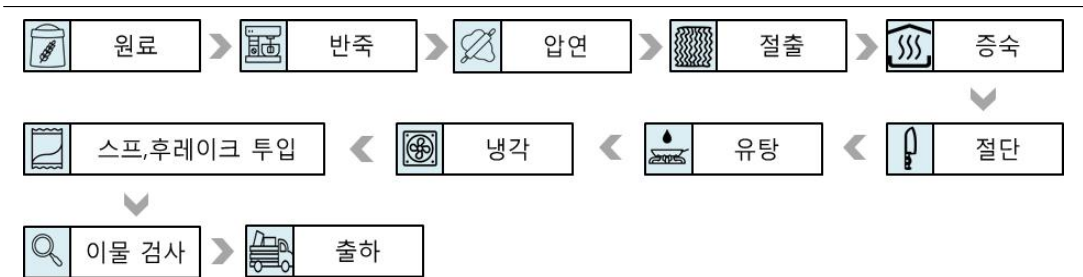 원료
반죽
압연
절출
증숙
절단
유탕
냉각
스프,후레이크 투입
이물 검사
출하